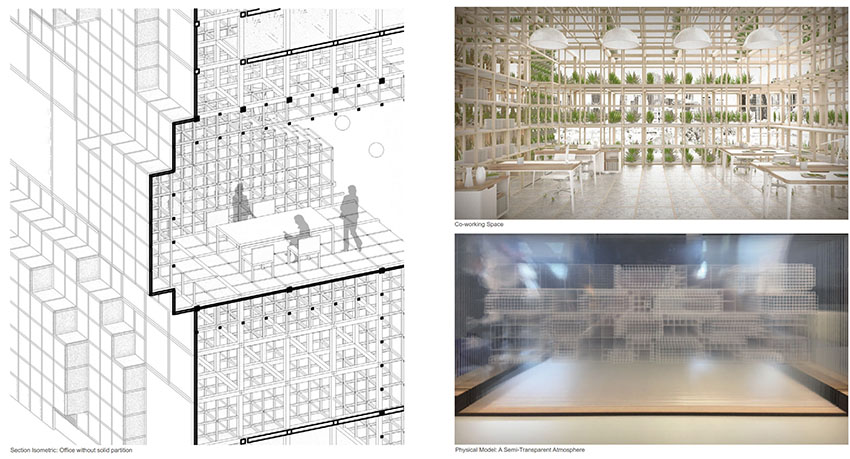 Section Isometric: Office without solid partition
Co-working Space
Physical Model: A Semi-Transparent Atmosphere